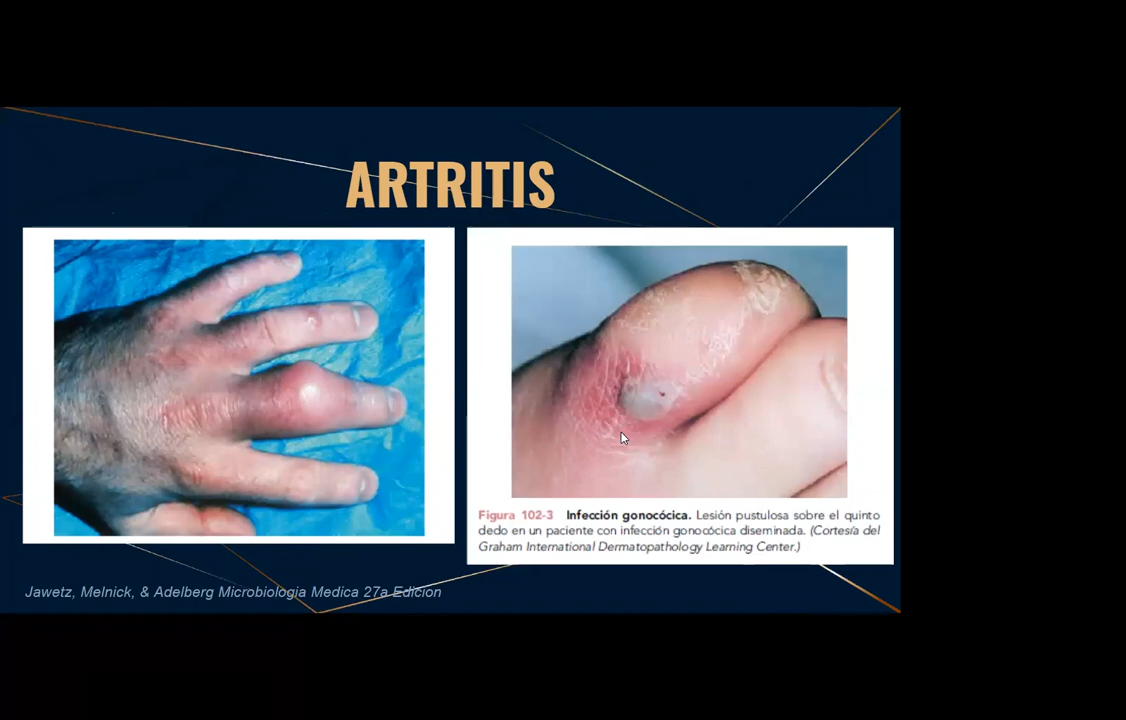 ARTRITIS
Figura 102-3 Infección gonocócica. Lesión pustulosa sobre el quinto
dedo en un paciente con infección gonocócica diseminada. (Cortesía del
Graham International Dermatopathology Learning Center.)
Jawetz, Melnick, & Adelberg Microbiologia Medica 27a Edicion